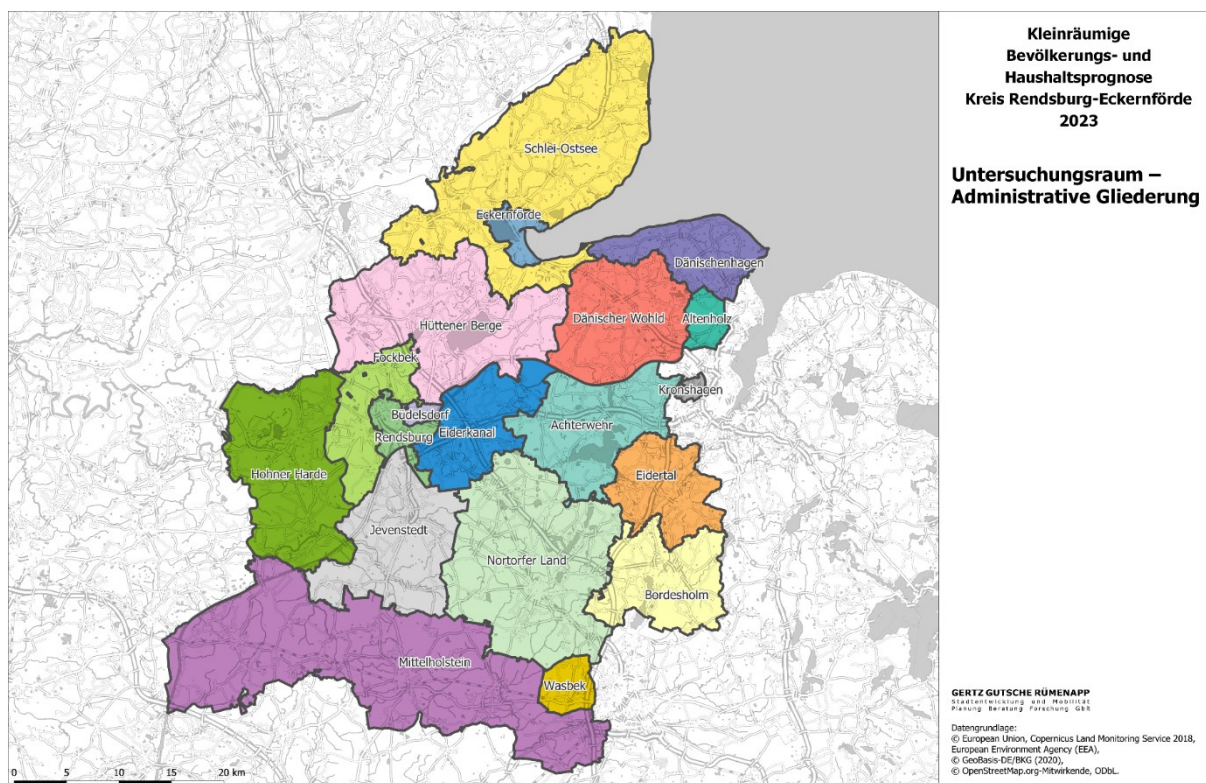 Kleinräumige
Bevölkerungs- und
Haushaltsprognose
Kreis Rendsburg-Eckernförde
2023
Untersuchungsraum –
Administrative Gliederung
Schlei-Ostsee
Eckernförde
Dänischenhagen
Hüttener Berge
Dänischer Wohld
Altenholz
Fockbek
Kronshagen
Büdelsdorf
Rendsburg
Eiderkanal
Achterwehr
Hohner Harde
Eidertal
Jevenstedt
Nortorfer Land
Bordesholm
Mittelholstein
Wasbek
0 5 10 15 20 km
GERTZ GUTSCHE RÜMENAPP
Stadtentwicklung und Mobilität
Planung Beratung Forschung GbR
Datengrundlage:
© European Union, Copernicus Land Monitoring Service 2018,
European Environment Agency (EEA),
© GeoBasis-DE/BKG (2020),
© OpenStreetMap.org-Mitwirkende, ODbL.